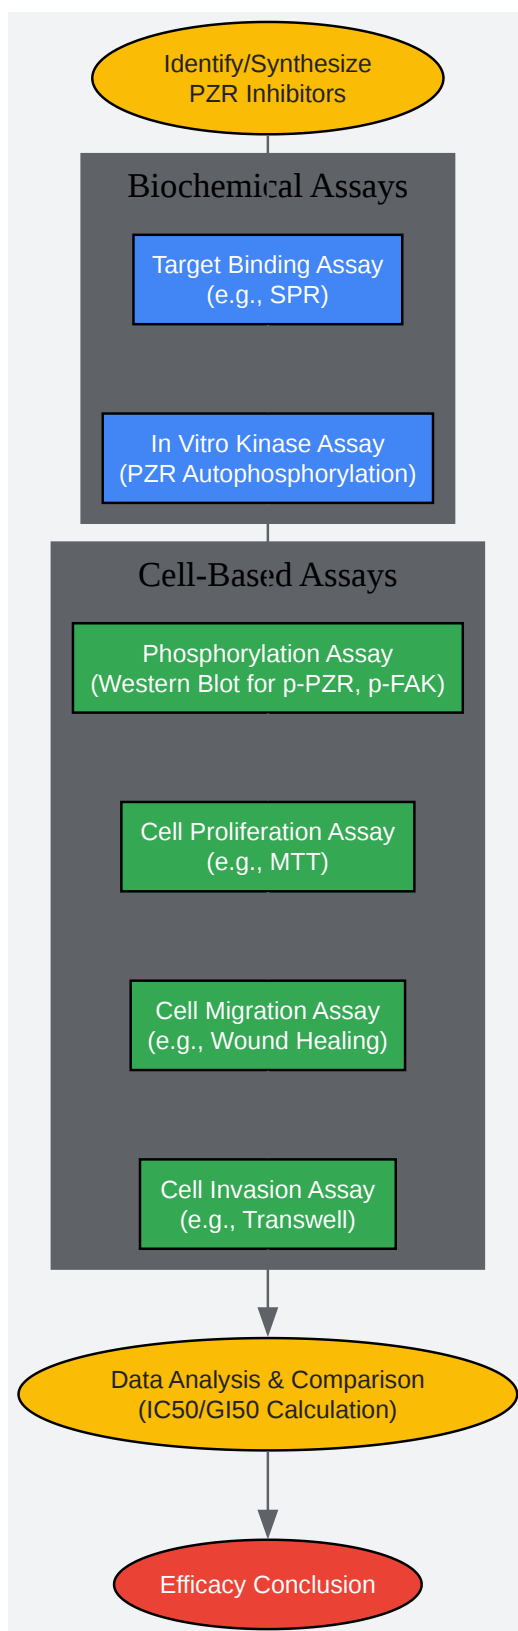 Identify/Synthesize
PZR Inhibitors
Biochemical Assays
Target Binding Assay
(e.g., SPR)
In Vitro Kinase Assay
(PZR Autophosphorylation)
Cell-Based Assays
Phosphorylation Assay
(Western Blot for p-PZR, p-FAK)
Cell Proliferation Assay
(e.g., MTT)
Cell Migration Assay
(e.g., Wound Healing)
Cell Invasion Assay
(e.g., Transwell)
Data Analysis & Comparison
(IC50/GI50 Calculation)
Efficacy Conclusion